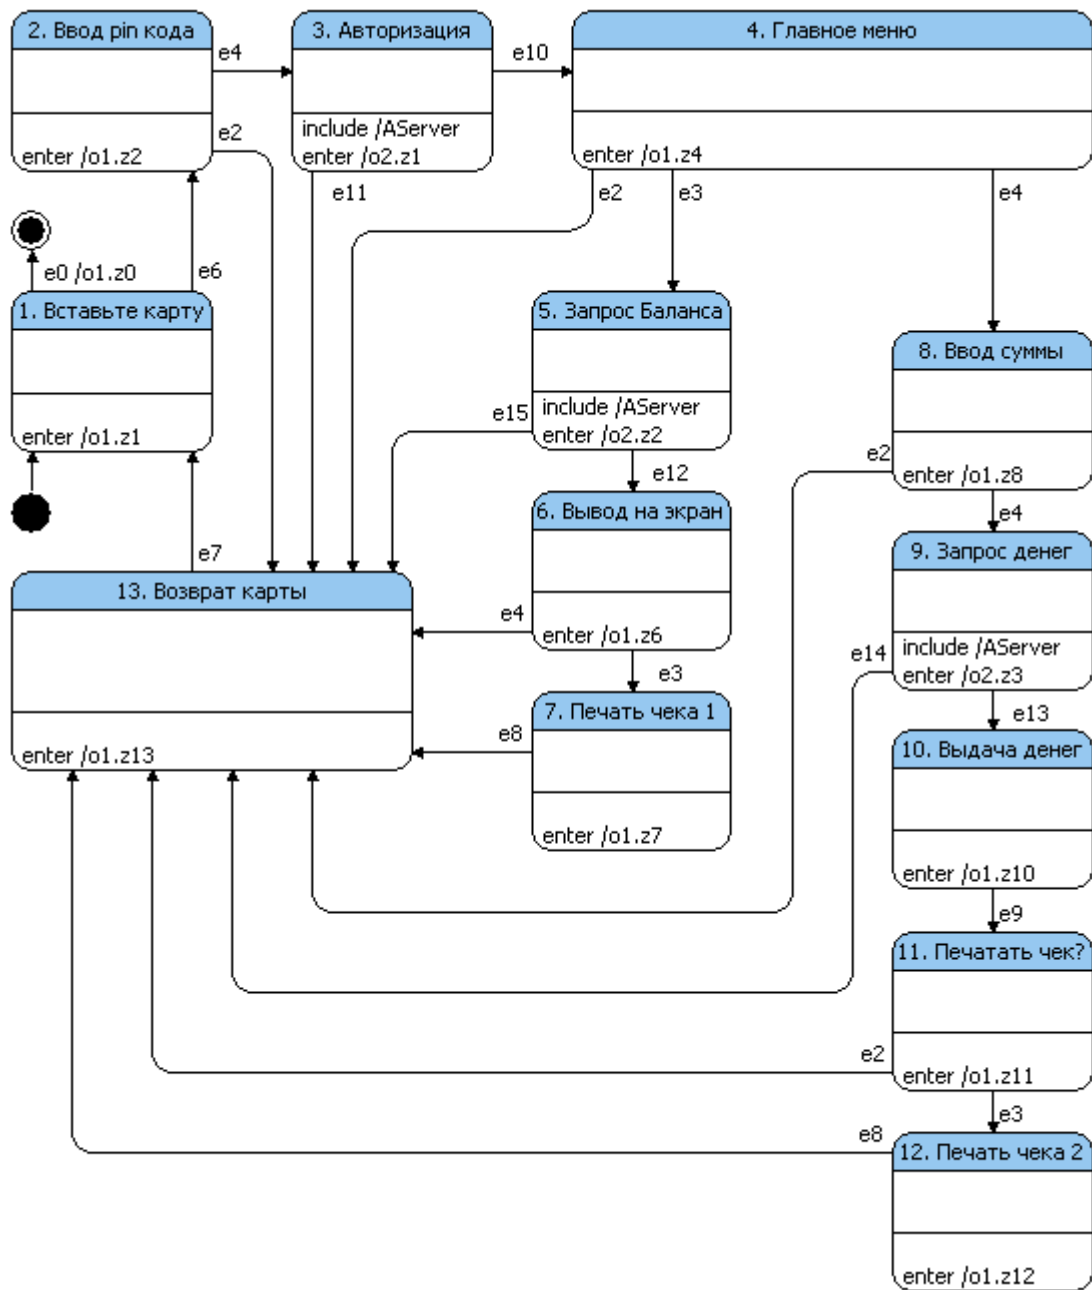 2. Ввод pin кода
enter /o1.z2
e4
e2
3. Авторизация
include /AServer
enter /o2.z1
e10
e11
4. Главное меню
enter /o1.z4
e2
e3
e4
e0 /o1.z0
e6
1. Вставьте карту
enter /o1.z1
e7
5. Запрос Баланса
include /AServer
enter /o2.z2
e15
e12
8. Ввод суммы
enter /o1.z8
e2
e4
6. Вывод на экран
enter /o1.z6
e4
e3
9. Запрос денег
include /AServer
enter /o2.z3
e14
e13
13. Возврат карты
enter /o1.z13
7. Печать чека 1
enter /o1.z7
e8
10. Выдача денег
enter /o1.z10
e9
11. Печатать чек?
enter /o1.z11
e2
e3
12. Печать чека 2
enter /o1.z12
e8